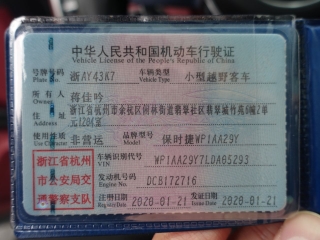 中华人民共和国机动车行驶证
Vehicle License of the People's Republic of China
号牌号码 浙AY43K7 车辆类型 小型越野客车
Plate No. Vehicle Type
所有人 蒋佳吟
Owner
住址 浙江省杭州市余杭区闲林街道翡翠社区翡翠城竹苑6幢2单
Address 元1204室
使用性质 非营运 品牌型号 保时捷WP1AA29Y
Use Character Model
浙江省杭州
市公安局交
通警察支队
车辆识别代号 WP1AA29Y7LDA05293
VIN
发动机号码 DCB172716
Engine No.
注册日期 2020-01-21 发证日期 2020-01-21
Register Date Issue Date